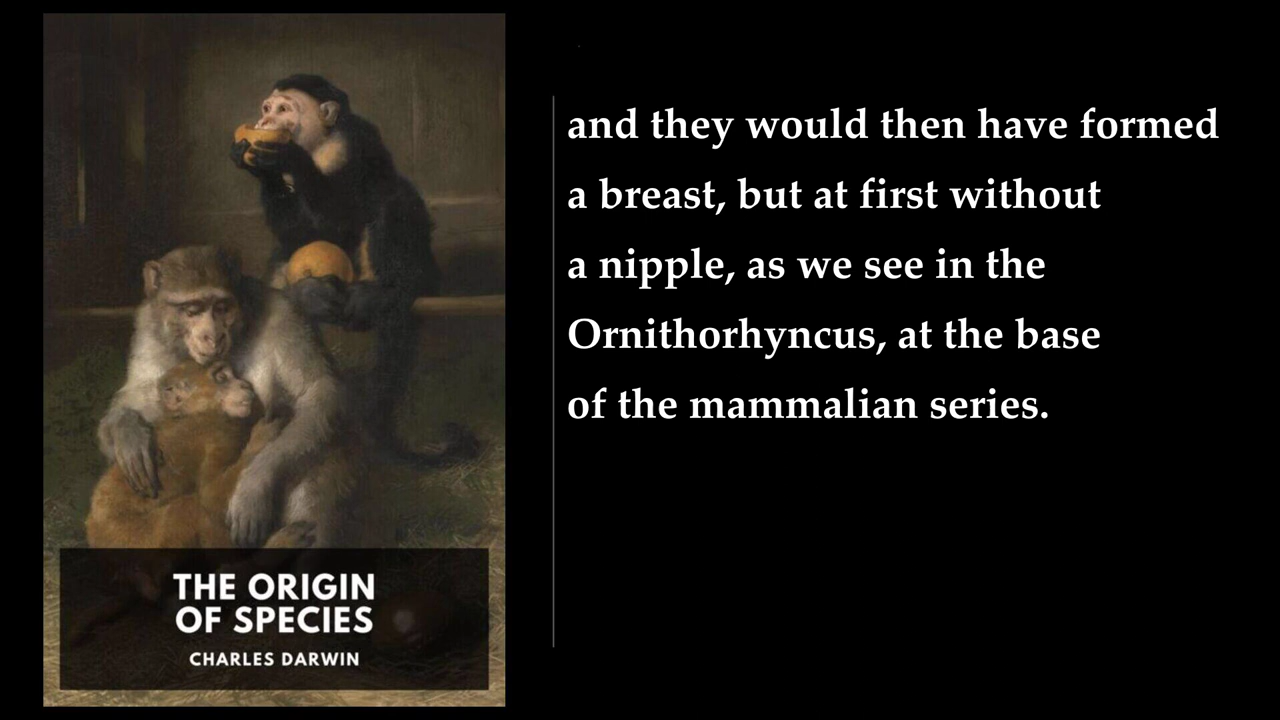 and they would then have formed
a breast, but at first without
a nipple, as we see in the
Ornithorhyncus, at the base
of the mammalian series.
THE ORIGIN
OF SPECIES
CHARLES DARWIN